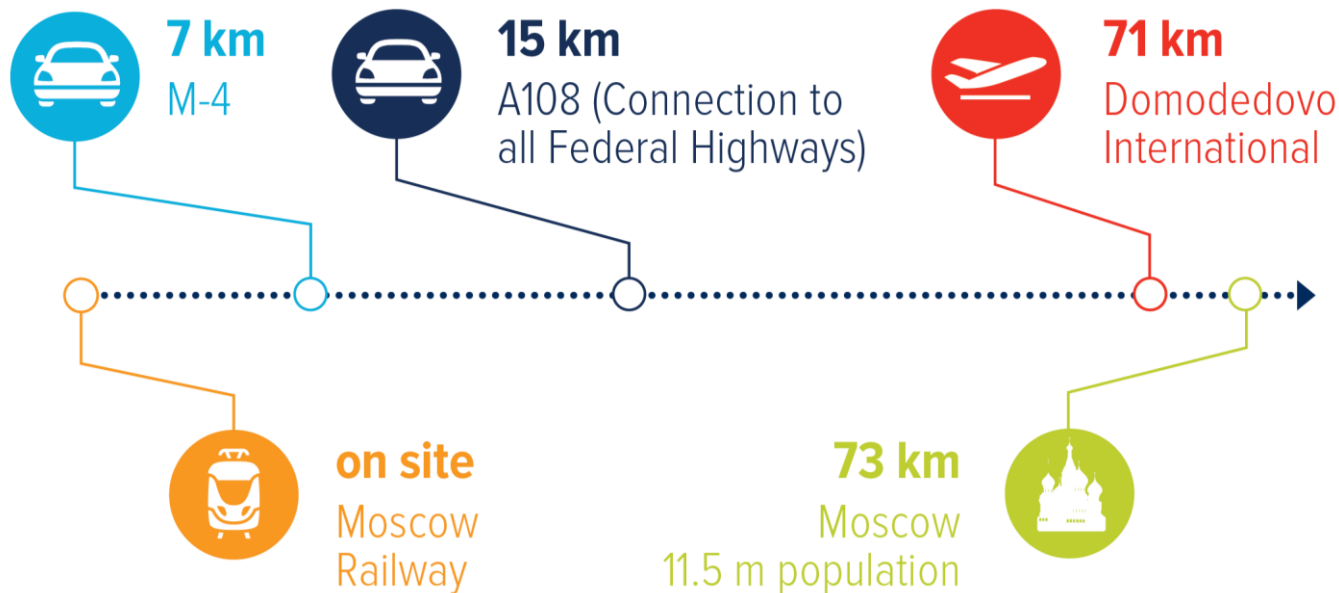 7 km
M-4
15 km
A108 (Connection to
all Federal Highways)
71 km
Domodedovo
International
on site
Moscow
Railway
73 km
Moscow
11.5 m population